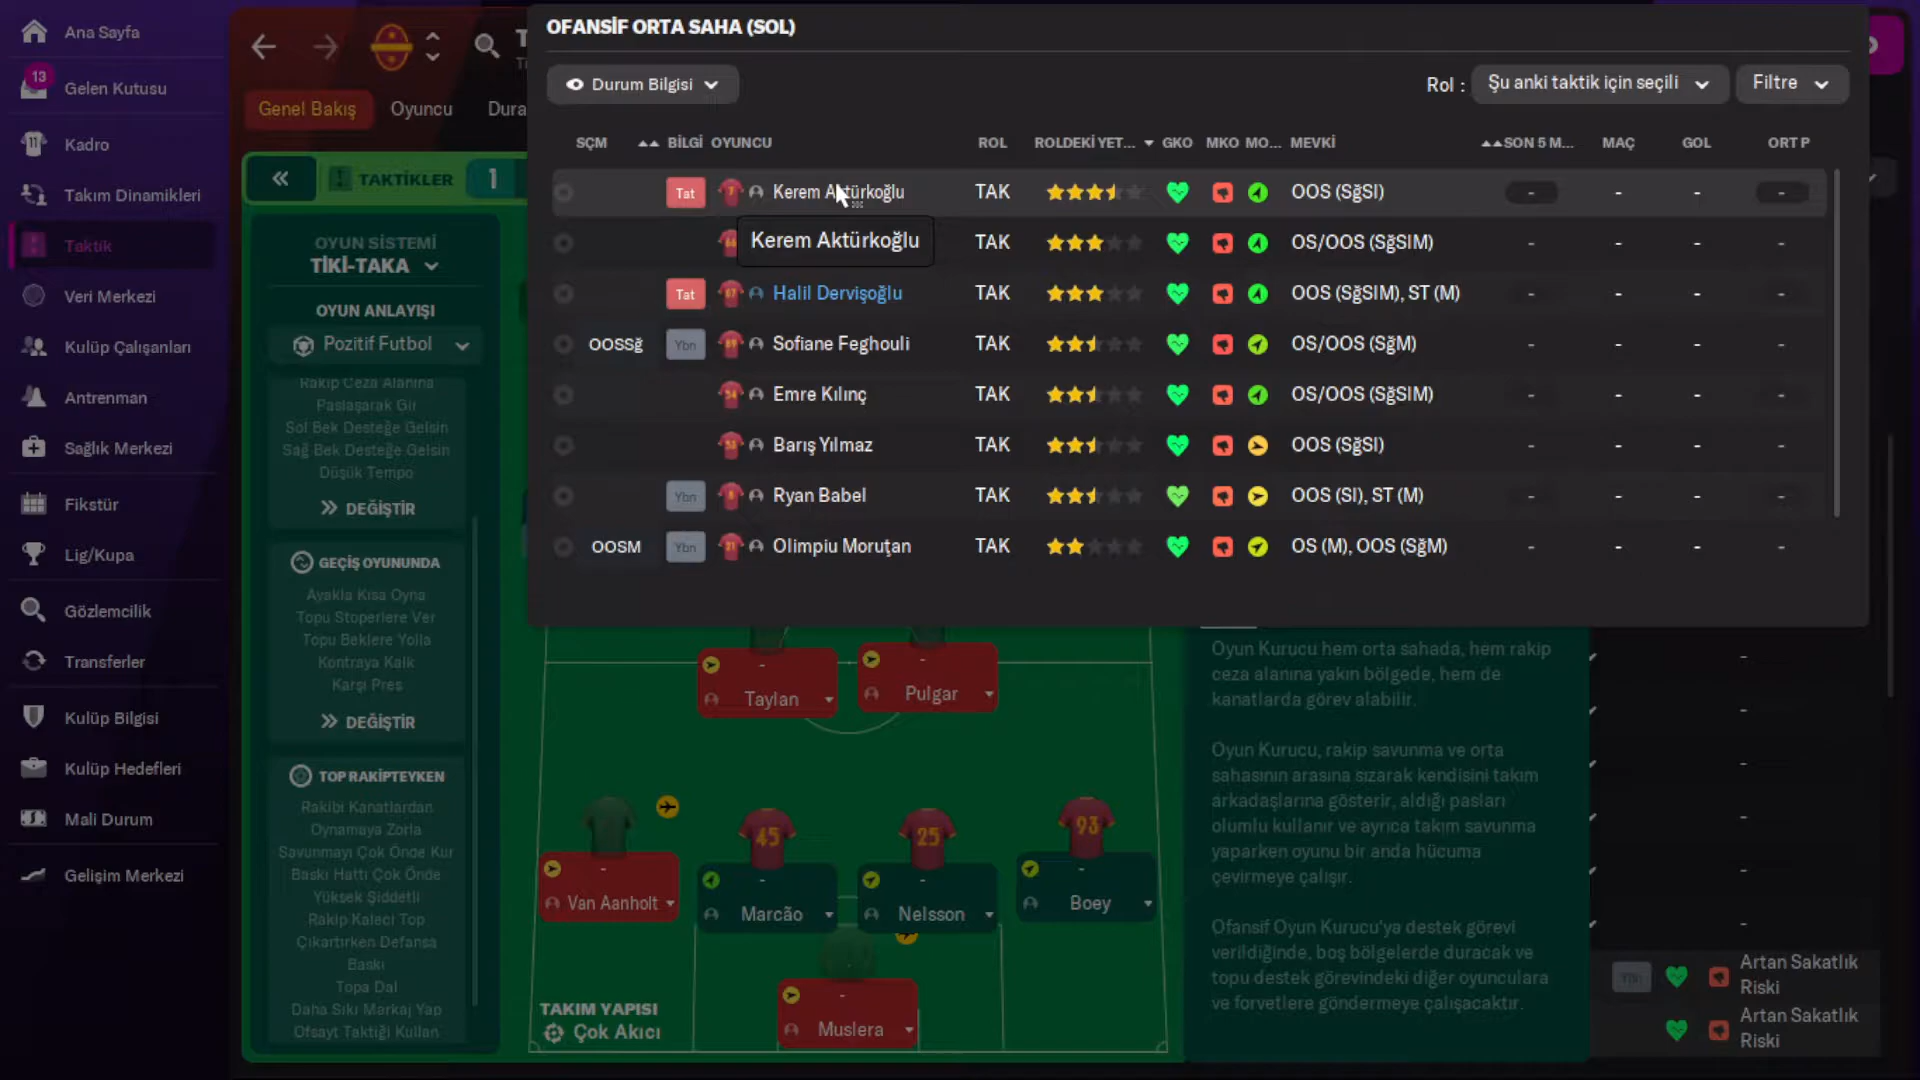 Ana Sayfa
13
Gelen Kutusu
Kadro
Takım Dinamikleri
Taktik
Veri Merkezi
Kulüp Çalışanları
Antrenman
Sağlık Merkezi
Fikstür
Lig/Kupa
Gözlemcilik
Transferler
Kulüp Bilgisi
Kulüp Hedefleri
Mali Durum
Gelişim Merkezi
Genel Bakış
Oyuncu
Dura
TAKTİKLER
1
OYUN SİSTEMİ
TİKİ-TAKA
OYUN ANLAYIŞI
Pozitif Futbol
Rakip Ceza Alanına
Paslaşarak Gir
Sol Bek Desteğe Gelsin
Sağ Bek Desteğe Gelsin
Düşük Tempo
DEĞİŞTİR
GEÇİŞ OYUNUNDA
Ayakla Kısa Oyna
Topu Stoperlere Ver
Topu Beklere Yolla
Kontraya Kalk
Karşı Pres
DEĞİŞTİR
TOP RAKİPTEYKEN
Rakibi Kanatlardan
Oynamaya Zorla
Savunmayı Çok Önde Kur
Baskı Hattı Çok Önde
Yüksek Şiddetli
Rakip Kaleci Top
Çıkartırken Defansa
Baskı
Topa Dal
Daha Sıkı Markaj Yap
Ofsayt Taktiği Kullan
OFANSİF ORTA SAHA (SOL)
Durum Bilgisi
Rol :
Şu anki taktik için seçili
Filtre
SÇM BİLGİ OYUNCU ROL ROLDEKİ YET... GKO MKO MO... MEVKİ SON 5 M... MAÇ GOL ORT P
Tat Kerem Aktürkoğlu TAK OOS (SğSl) - - - -
Kerem Aktürkoğlu TAK OS/OOS (SğSlM) - - - -
Tat Halil Dervişoğlu TAK OOS (SğSlM), ST (M) - - - -
OOSSğ Ybn Sofiane Feghouli TAK OS/OOS (SğM) - - - -
Emre Kılınç TAK OS/OOS (SğSlM) - - - -
Barış Yılmaz TAK OOS (SğSl) - - - -
Ybn Ryan Babel TAK OOS (Sl), ST (M) - - - -
OOSM Ybn Olimpiu Moruţan TAK OS (M), OOS (SğM) - - - -
Taylan
Pulgar
45
25
93
Van Aanholt
Marcão
Nelsson
Boey
Muslera
TAKIM YAPISI
Çok Akıcı
Oyun Kurucu hem orta sahada, hem rakip
ceza alanına yakın bölgede, hem de
kanatlarda görev alabilir.
Oyun Kurucu, rakip savunma ve orta
sahasının arasına sızarak kendisini takım
arkadaşlarına gösterir, aldığı pasları
olumlu kullanır ve ayrıca takım savunma
yaparken oyunu bir anda hücuma
çevirmeye çalışır.
Ofansif Oyun Kurucu'ya destek görevi
verildiğinde, boş bölgelerde duracak ve
topu destek görevindeki diğer oyunculara
ve forvetlere göndermeye çalışacaktır.
Ybn
Artan Sakatlık
Riski
Artan Sakatlık
Riski